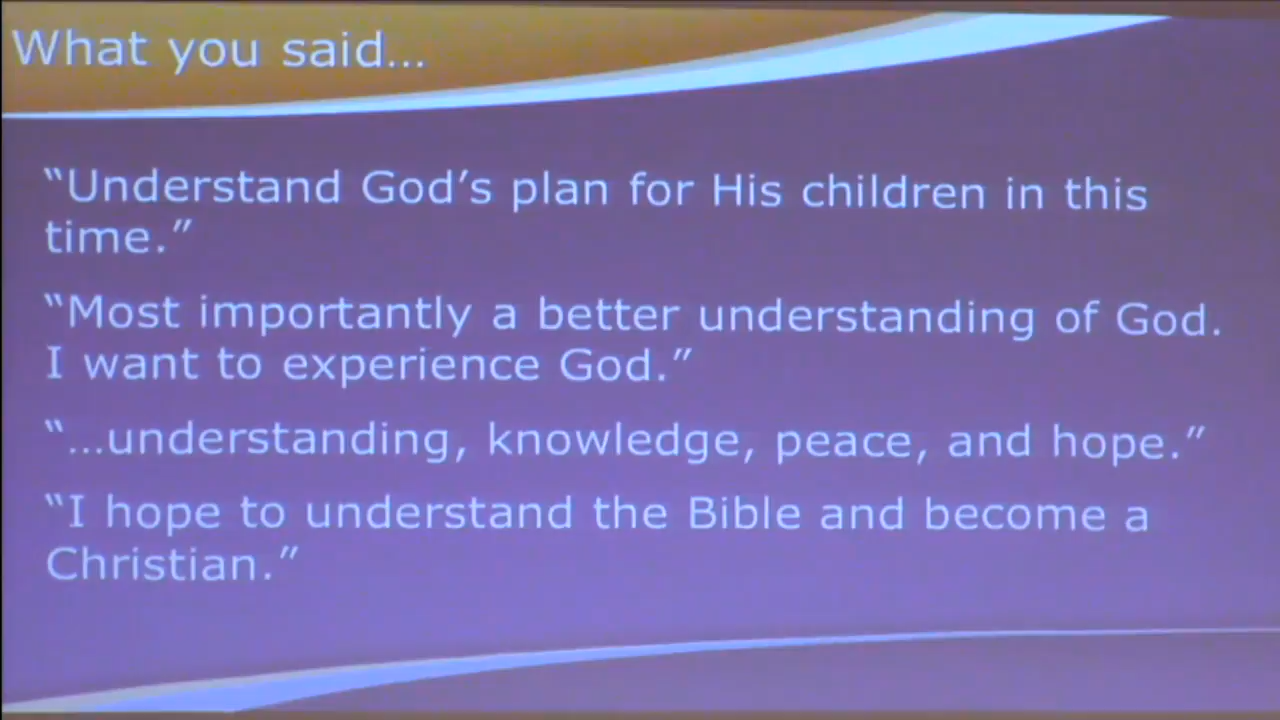 What you said...
“Understand God’s plan for His children in this
time.”
“Most importantly a better understanding of God.
I want to experience God.”
“...understanding, knowledge, peace, and hope.”
“I hope to understand the Bible and become a
Christian.”